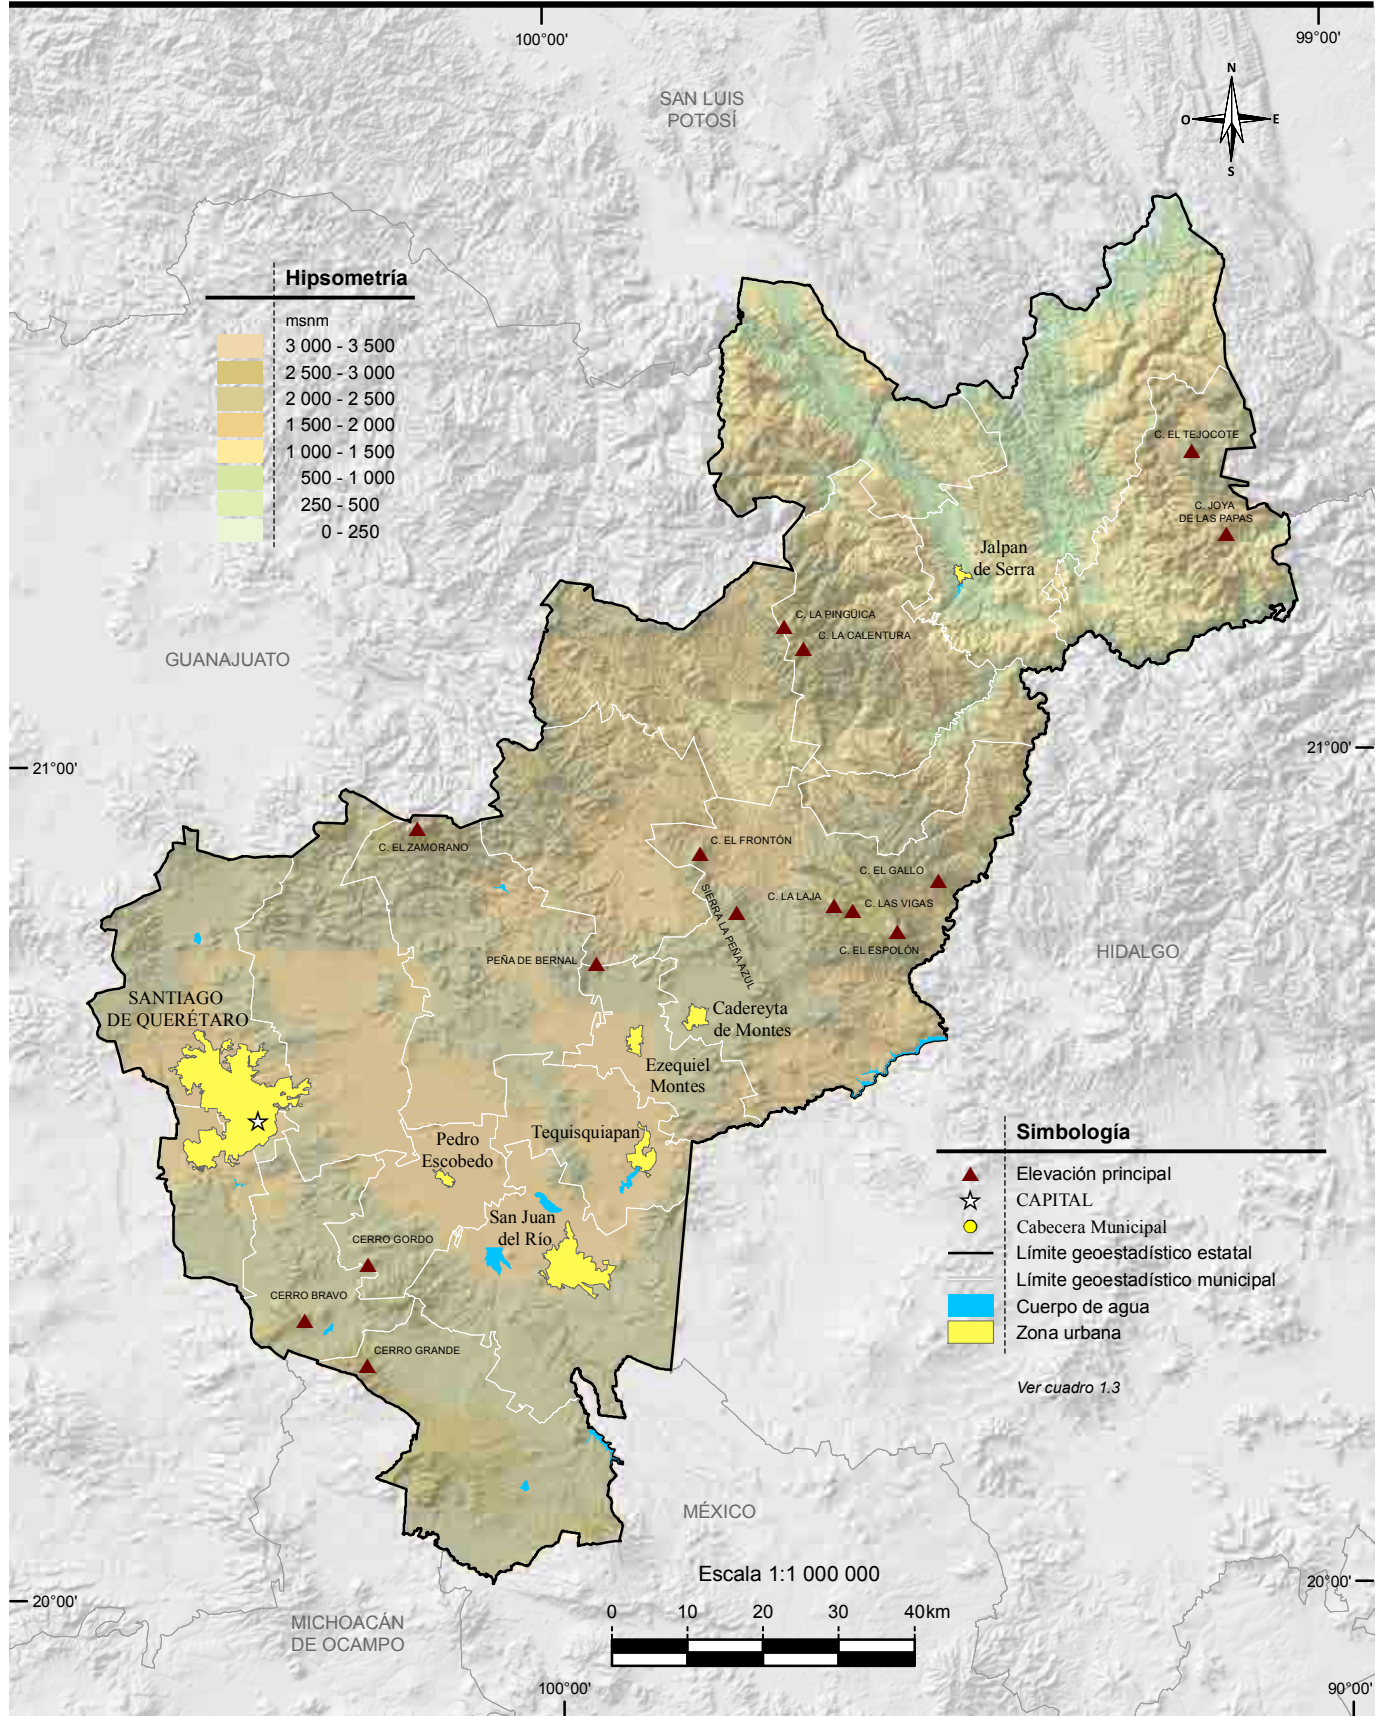 100°00'
99°00'
N
O
E
S
SAN LUIS
POTOSÍ
Hipsometría
msnm
3 000 - 3 500
2 500 - 3 000
2 000 - 2 500
1 500 - 2 000
1 000 - 1 500
500 - 1 000
250 - 500
0 - 250
C. EL TEJOCOTE
C. JOYA
DE LAS PAPAS
Jalpan
de Serra
C. LA PINGÜICA
C. LA CALENTURA
GUANAJUATO
21°00'
21°00'
C. EL ZAMORANO
C. EL FRONTÓN
C. EL GALLO
SIERRA LA PEÑA AZUL
C. LA LAJA
C. LAS VIGAS
C. EL ESPOLÓN
HIDALGO
PEÑA DE BERNAL
SANTIAGO
DE QUERÉTARO
Cadereyta
de Montes
Ezequiel
Montes
Pedro
Escobedo
Tequisquiapan
San Juan
del Río
CERRO GORDO
CERRO BRAVO
CERRO GRANDE
Simbología
Elevación principal
CAPITAL
Cabecera Municipal
Límite geoestadístico estatal
Límite geoestadístico municipal
Cuerpo de agua
Zona urbana
Ver cuadro 1.3
MÉXICO
Escala 1:1 000 000
0 10 20 30 40km
20°00'
20°00'
MICHOACÁN
DE OCAMPO
100°00'
90°00'